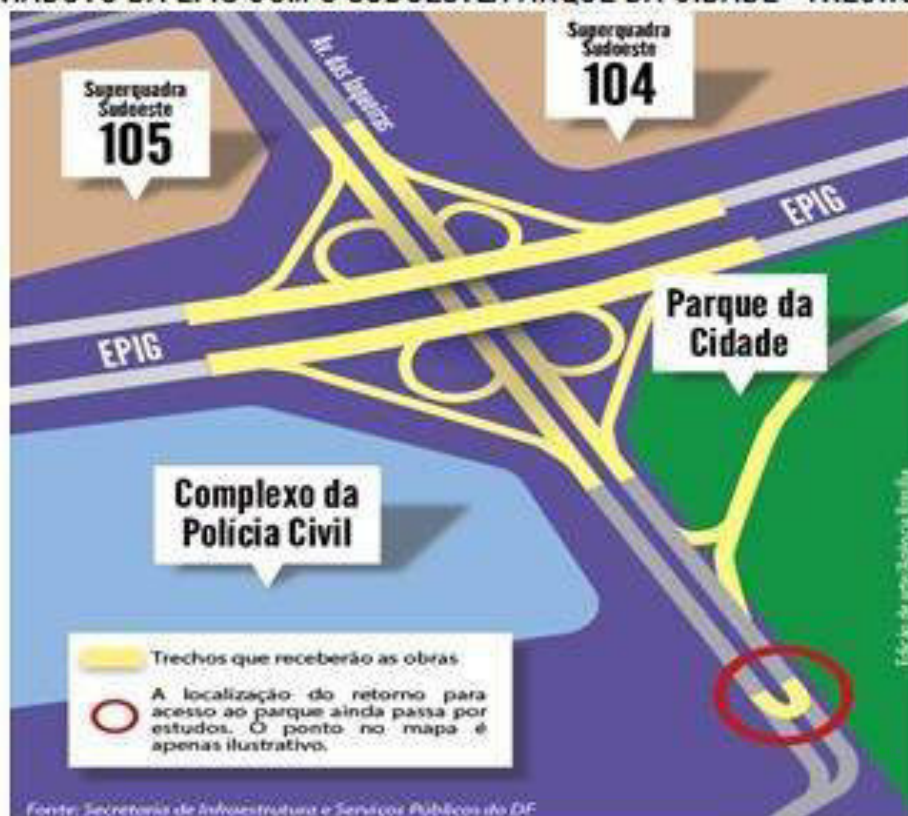 Superquadra
Sudoeste
105
Av. das Jaqueiras
Superquadra
Sudoeste
104
EPIG
EPIG
Parque da
Cidade
Complexo da
Polícia Civil
Trechos que receberão as obras
A localização do retorno para
acesso ao parque ainda passa por
estudos. O ponto no mapa é
apenas ilustrativo.
Fonte: Secretaria de Infraestrutura e Serviços Públicos do DF